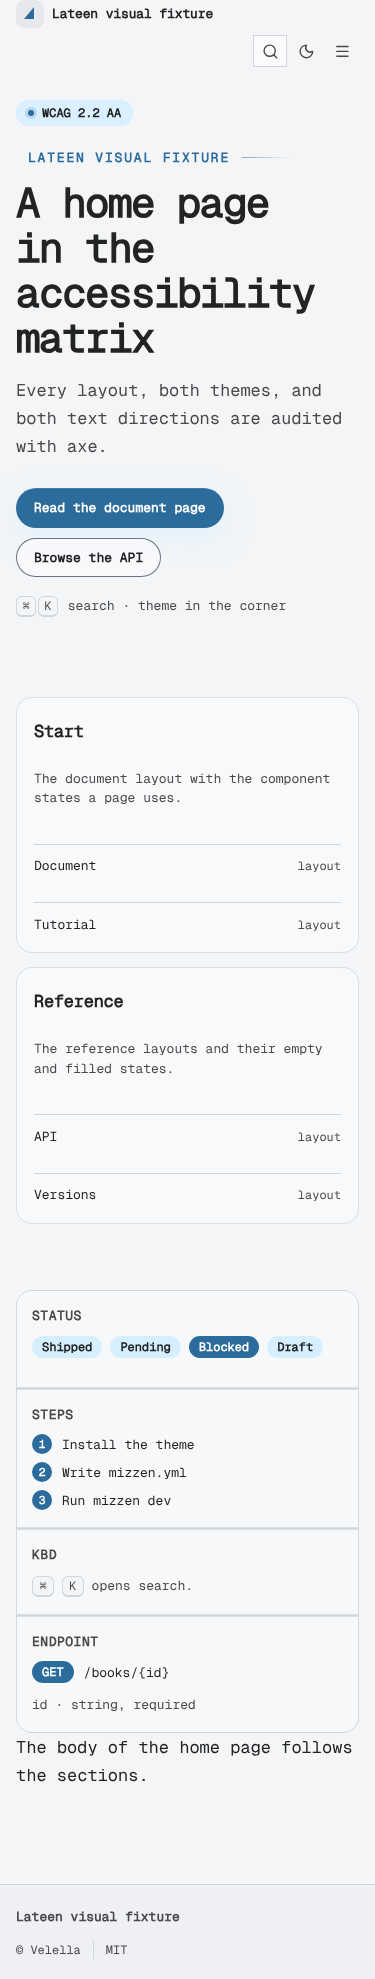 Lateen visual fixture
WCAG 2.2 AA
LATEEN VISUAL FIXTURE
A home page
in the
accessibility
matrix
Every layout, both themes, and
both text directions are audited
with axe.
Read the document page
Browse the API
⌘ K search · theme in the corner
Start
The document layout with the component
states a page uses.
Document layout
Tutorial layout
Reference
The reference layouts and their empty
and filled states.
API layout
Versions layout
STATUS
Shipped Pending Blocked Draft
STEPS
1 Install the theme
2 Write mizzen.yml
3 Run mizzen dev
KBD
⌘ K opens search.
ENDPOINT
GET /books/{id}
id · string, required
The body of the home page follows
the sections.
Lateen visual fixture
© Velella MIT